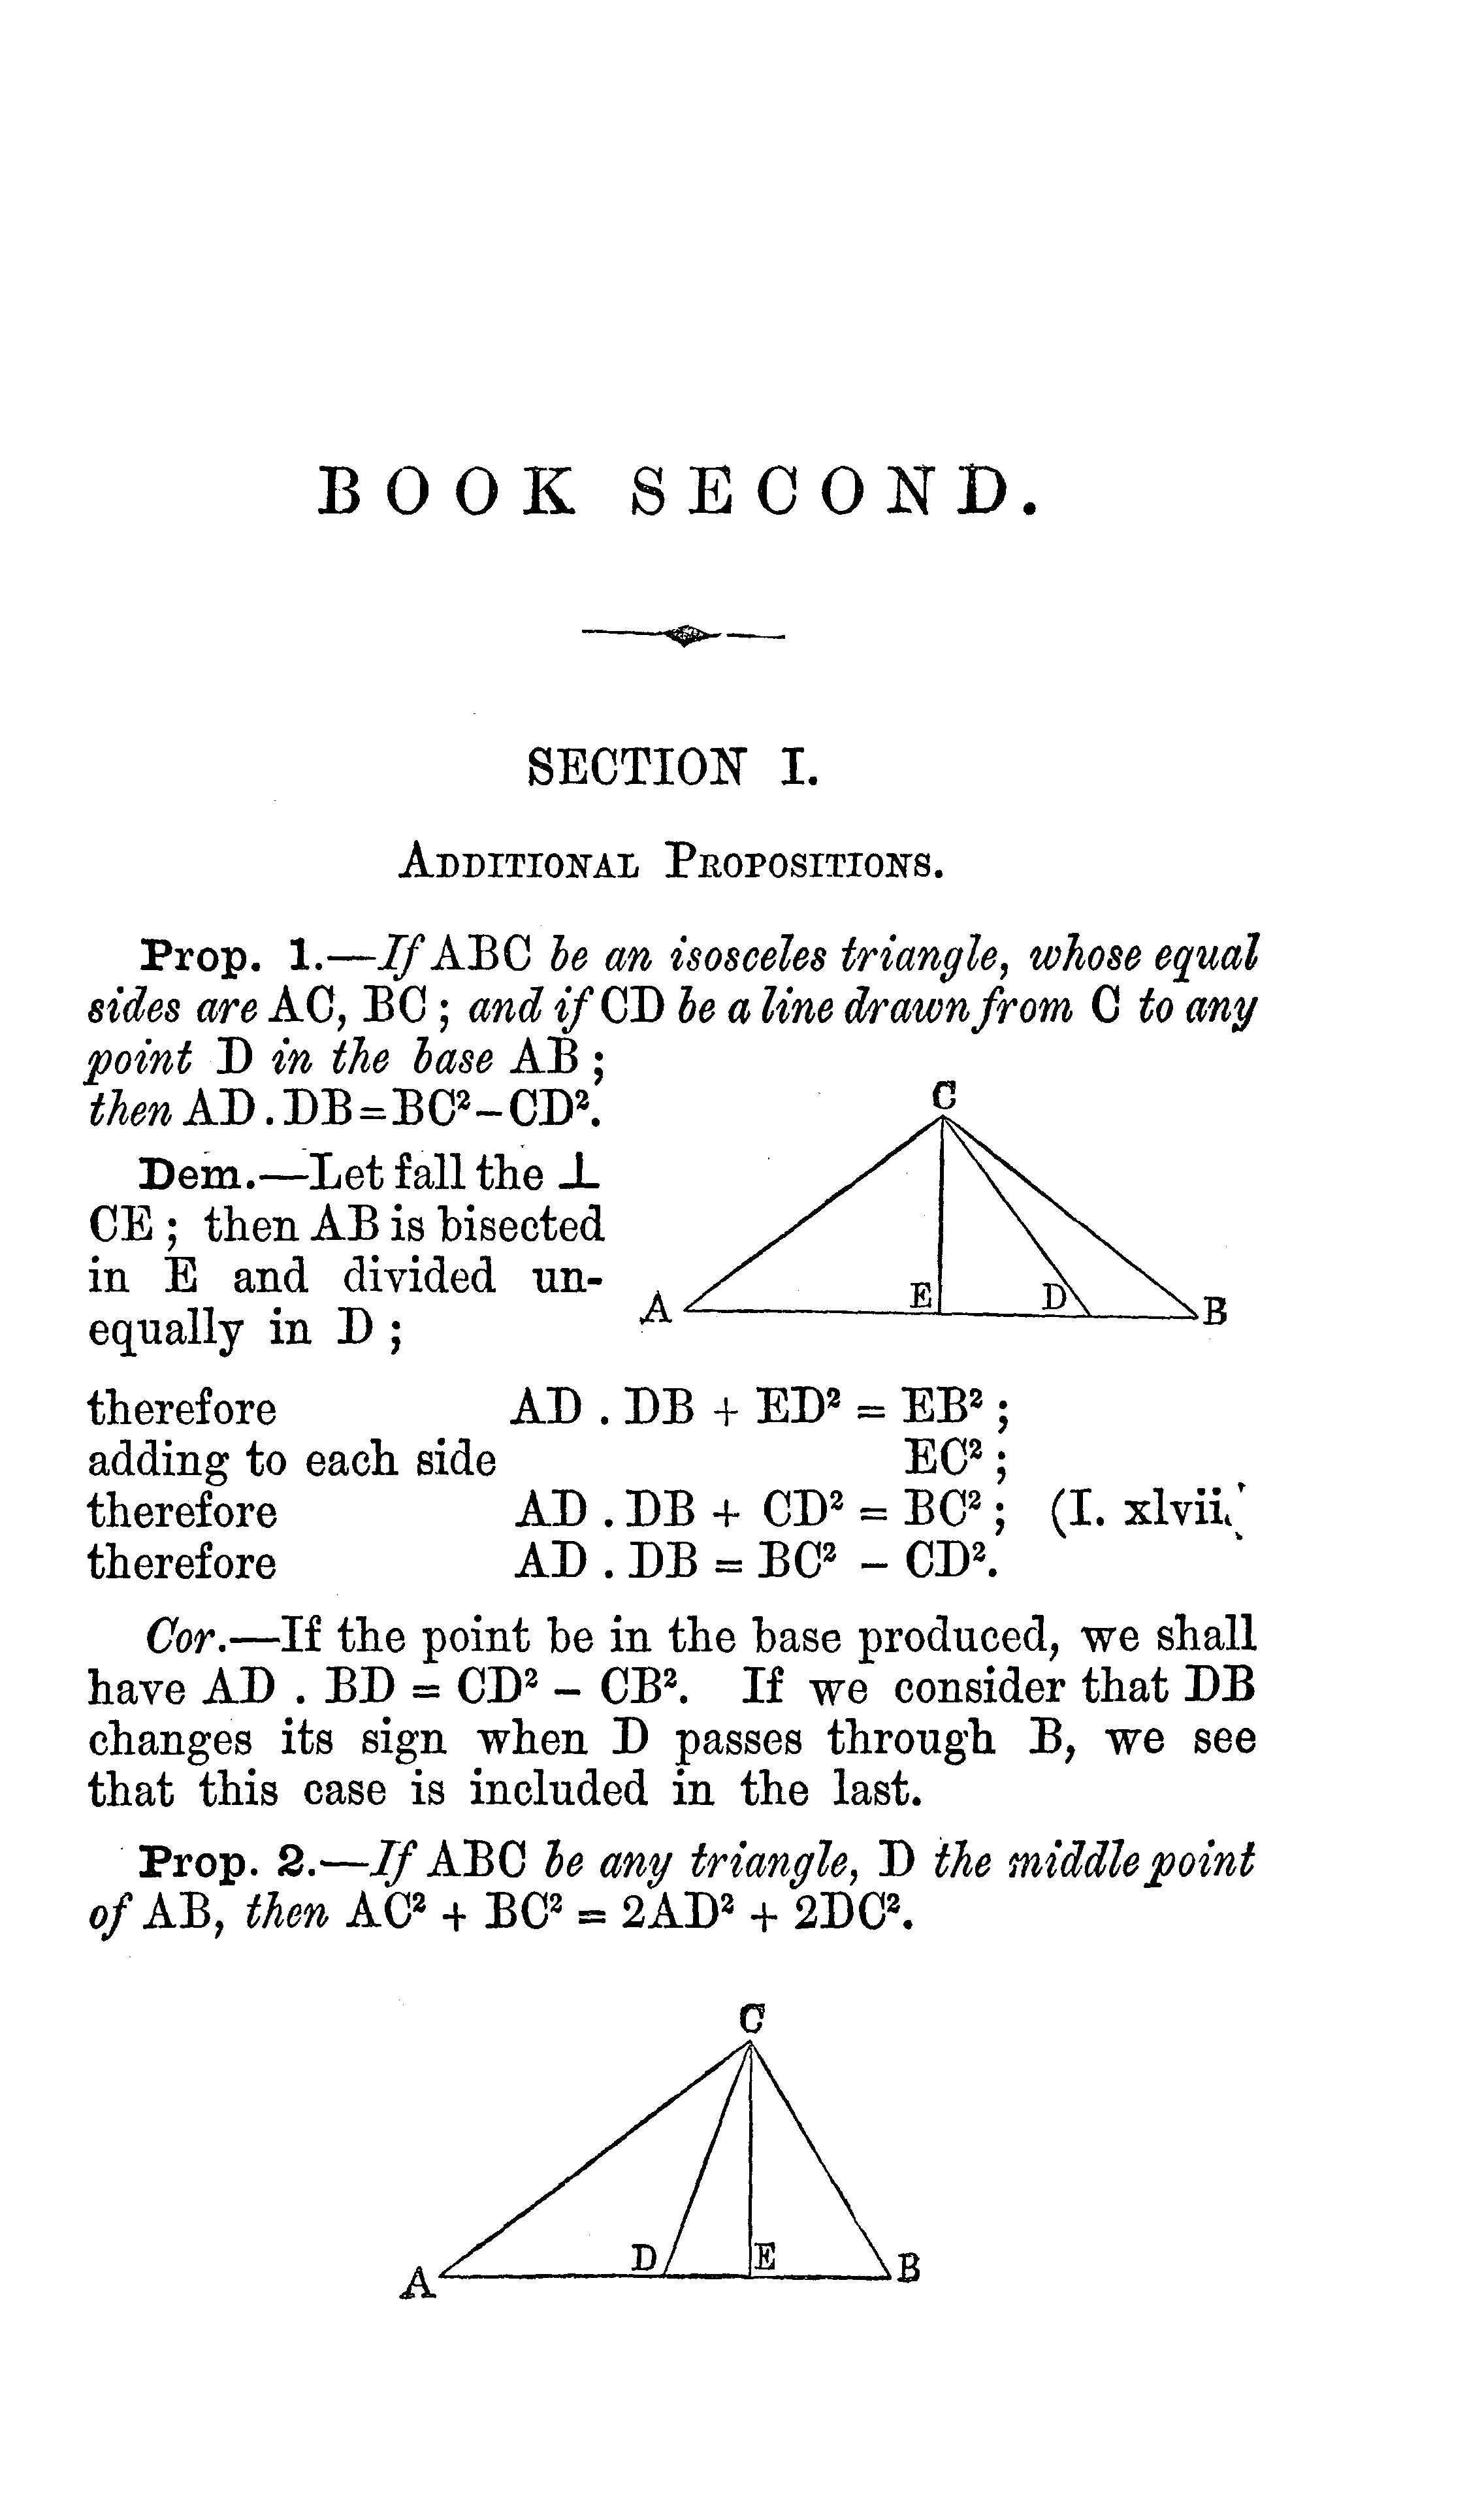 BOOK SECOND.
SECTION I.
ADDITIONAL PROPOSITIONS.
Prop. 1.—If ABC be an isosceles triangle, whose equal
sides are AC, BC ; and if CD be a line drawn from C to any
point D in the base AB ;
then AD . DB = BC² – CD².
Dem.—Let fall the ⊥
CE ; then AB is bisected
in E and divided un-
equally in D ;
C
A E D B
therefore AD . DB + ED² = EB² ;
adding to each side EC² ;
therefore AD . DB + CD² = BC² ; (I. xlvii.)
therefore AD . DB = BC² – CD².
Cor.—If the point be in the base produced, we shall
have AD . BD = CD² – CB². If we consider that DB
changes its sign when D passes through B, we see
that this case is included in the last.
Prop. 2.—If ABC be any triangle, D the middle point
of AB, then AC² + BC² = 2AD² + 2DC².
C
A D E B